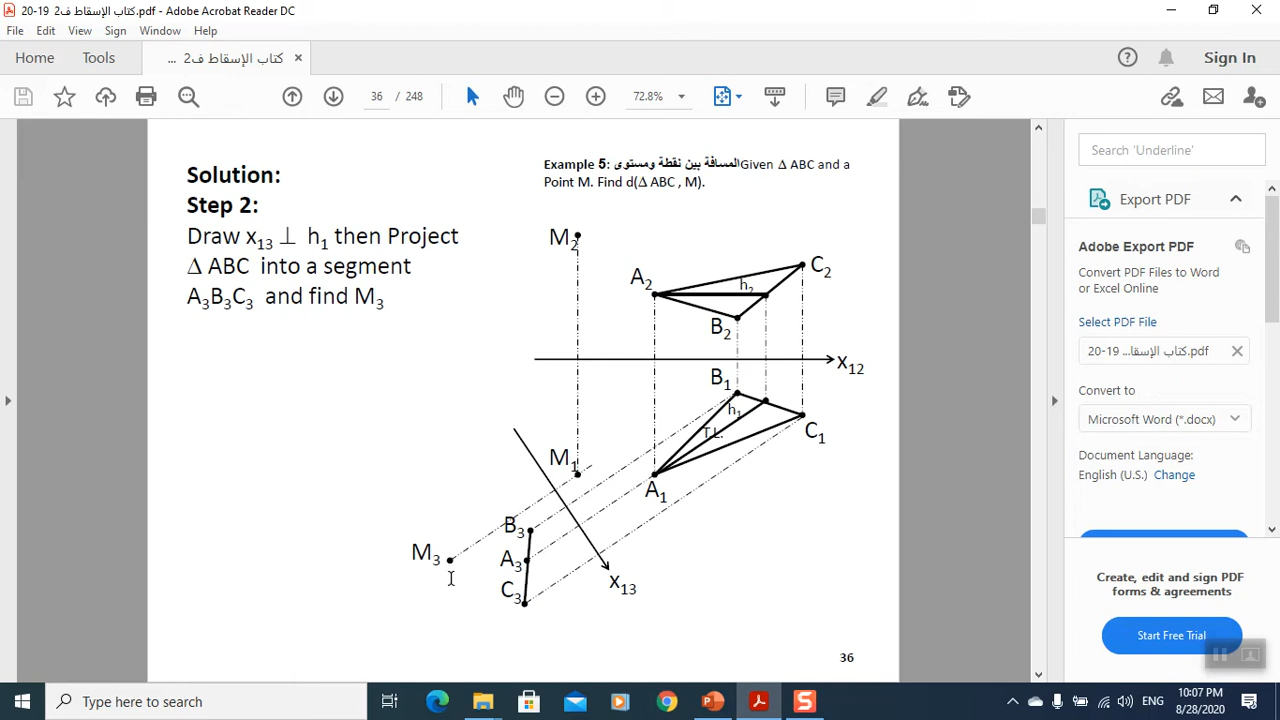 كتاب الإسقاط ف2 19-20.pdf - Adobe Acrobat Reader DC
File Edit View Sign Window Help
Home Tools كتاب الإسقاط ف2 ... × Sign In
36 / 248 72.8%
Solution:
Step 2:
Draw x13 ⊥ h1 then Project
Δ ABC into a segment
A3B3C3 and find M3
Example 5: المسافة بين نقطة ومستوى Given Δ ABC and a
Point M. Find d(Δ ABC , M).
M2
C2
A2
h2
B2
x12
B1
h1
T.L.
C1
M1
A1
B3
M3
A3
x13
C3
36
Search 'Underline'
Export PDF
Adobe Export PDF
Convert PDF Files to Word
or Excel Online
Select PDF File
كتاب الإسقا... 19-20.pdf
Convert to
Microsoft Word (*.docx)
Document Language:
English (U.S.) Change
Create, edit and sign PDF
forms & agreements
Start Free Trial
Type here to search
ENG
10:07 PM
8/28/2020